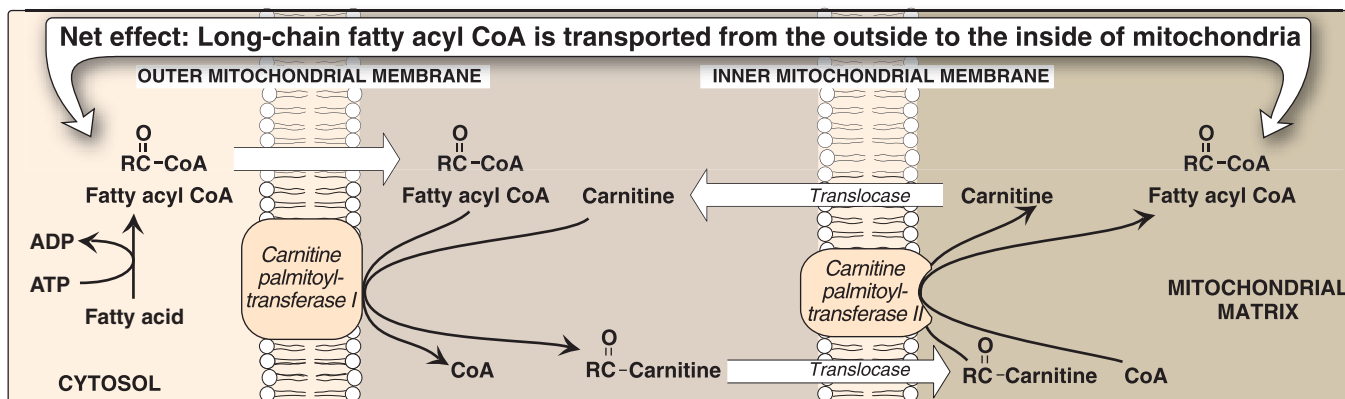 Net effect: Long-chain fatty acyl CoA is transported from the outside to the inside of mitochondria
OUTER MITOCHONDRIAL MEMBRANE
INNER MITOCHONDRIAL MEMBRANE
O
RC-CoA
Fatty acyl CoA
O
RC-CoA
Fatty acyl CoA
Carnitine
Translocase
Carnitine
O
RC-CoA
Fatty acyl CoA
ADP
ATP
Fatty acid
Carnitine
palmitoyl-
transferase I
Carnitine
palmitoyl-
transferase II
MITOCHONDRIAL
MATRIX
CoA
O
RC-Carnitine
Translocase
O
RC-Carnitine
CoA
CYTOSOL